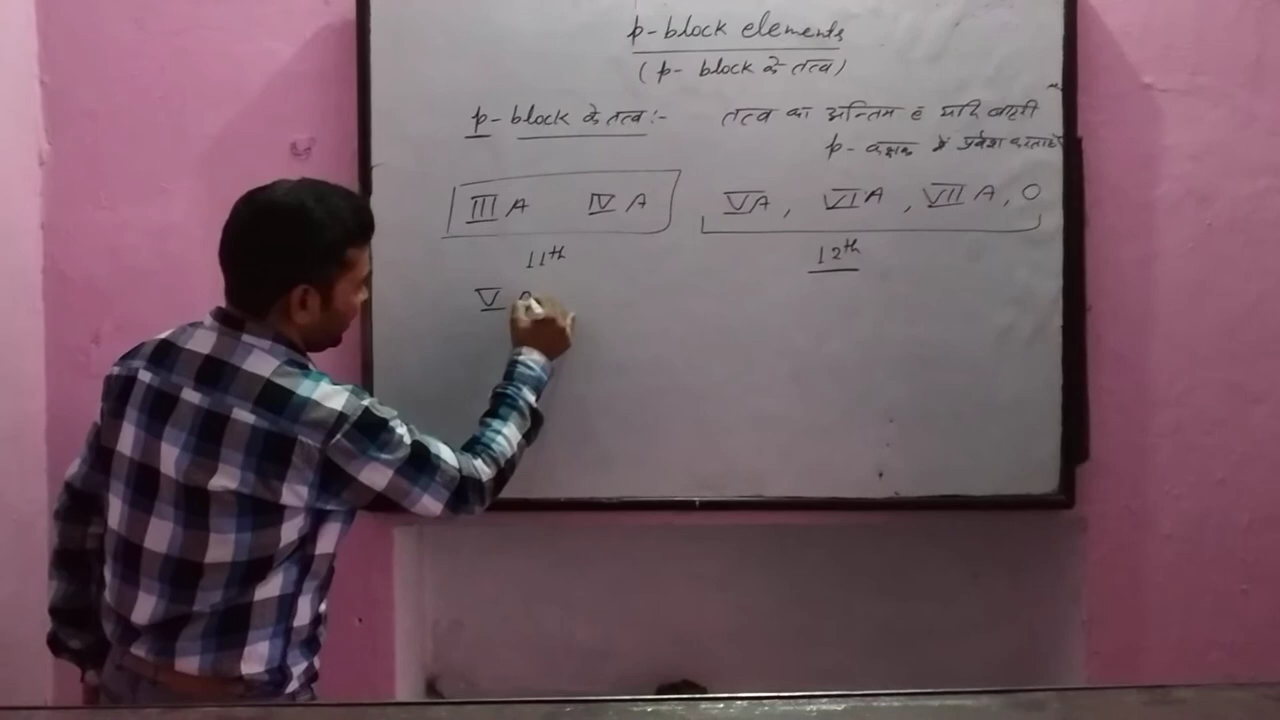 p-block elements
(p- block के तत्व)
p- block के तत्व :- तत्व का अन्तिम e यदि बाहरी
p- कक्षक में प्रवेश करता है
III A IV A VA, VIA, VII A, 0
11th 12th
V